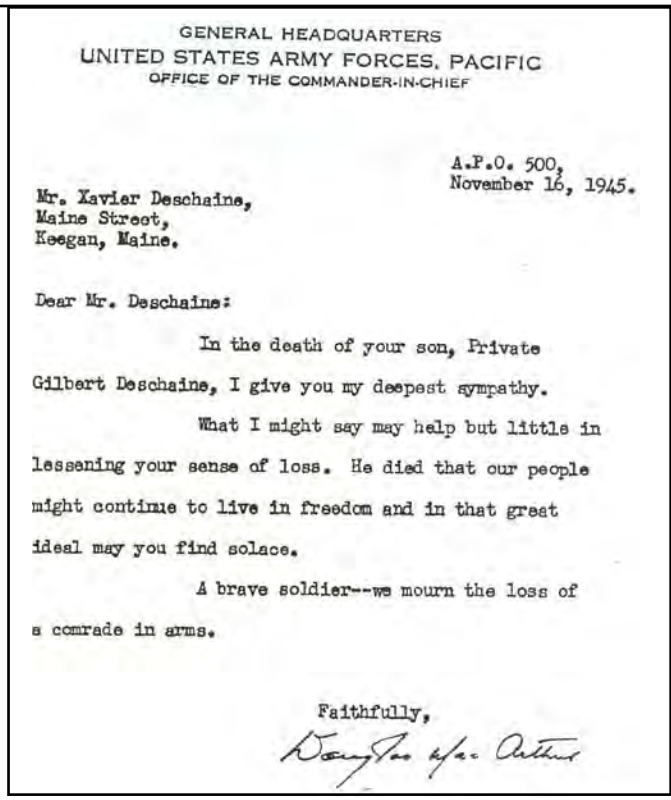 GENERAL HEADQUARTERS
UNITED STATES ARMY FORCES, PACIFIC
OFFICE OF THE COMMANDER-IN-CHIEF
A.P.O. 500,
November 16, 1945.
Mr. Xavier Deschaine,
Maine Street,
Keegan, Maine.
Dear Mr. Deschaine:
In the death of your son, Private
Gilbert Deschaine, I give you my deepest sympathy.
What I might say may help but little in
lessening your sense of loss. He died that our people
might continue to live in freedom and in that great
ideal may you find solace.
A brave soldier--we mourn the loss of
a comrade in arms.
Faithfully,
Douglas MacArthur